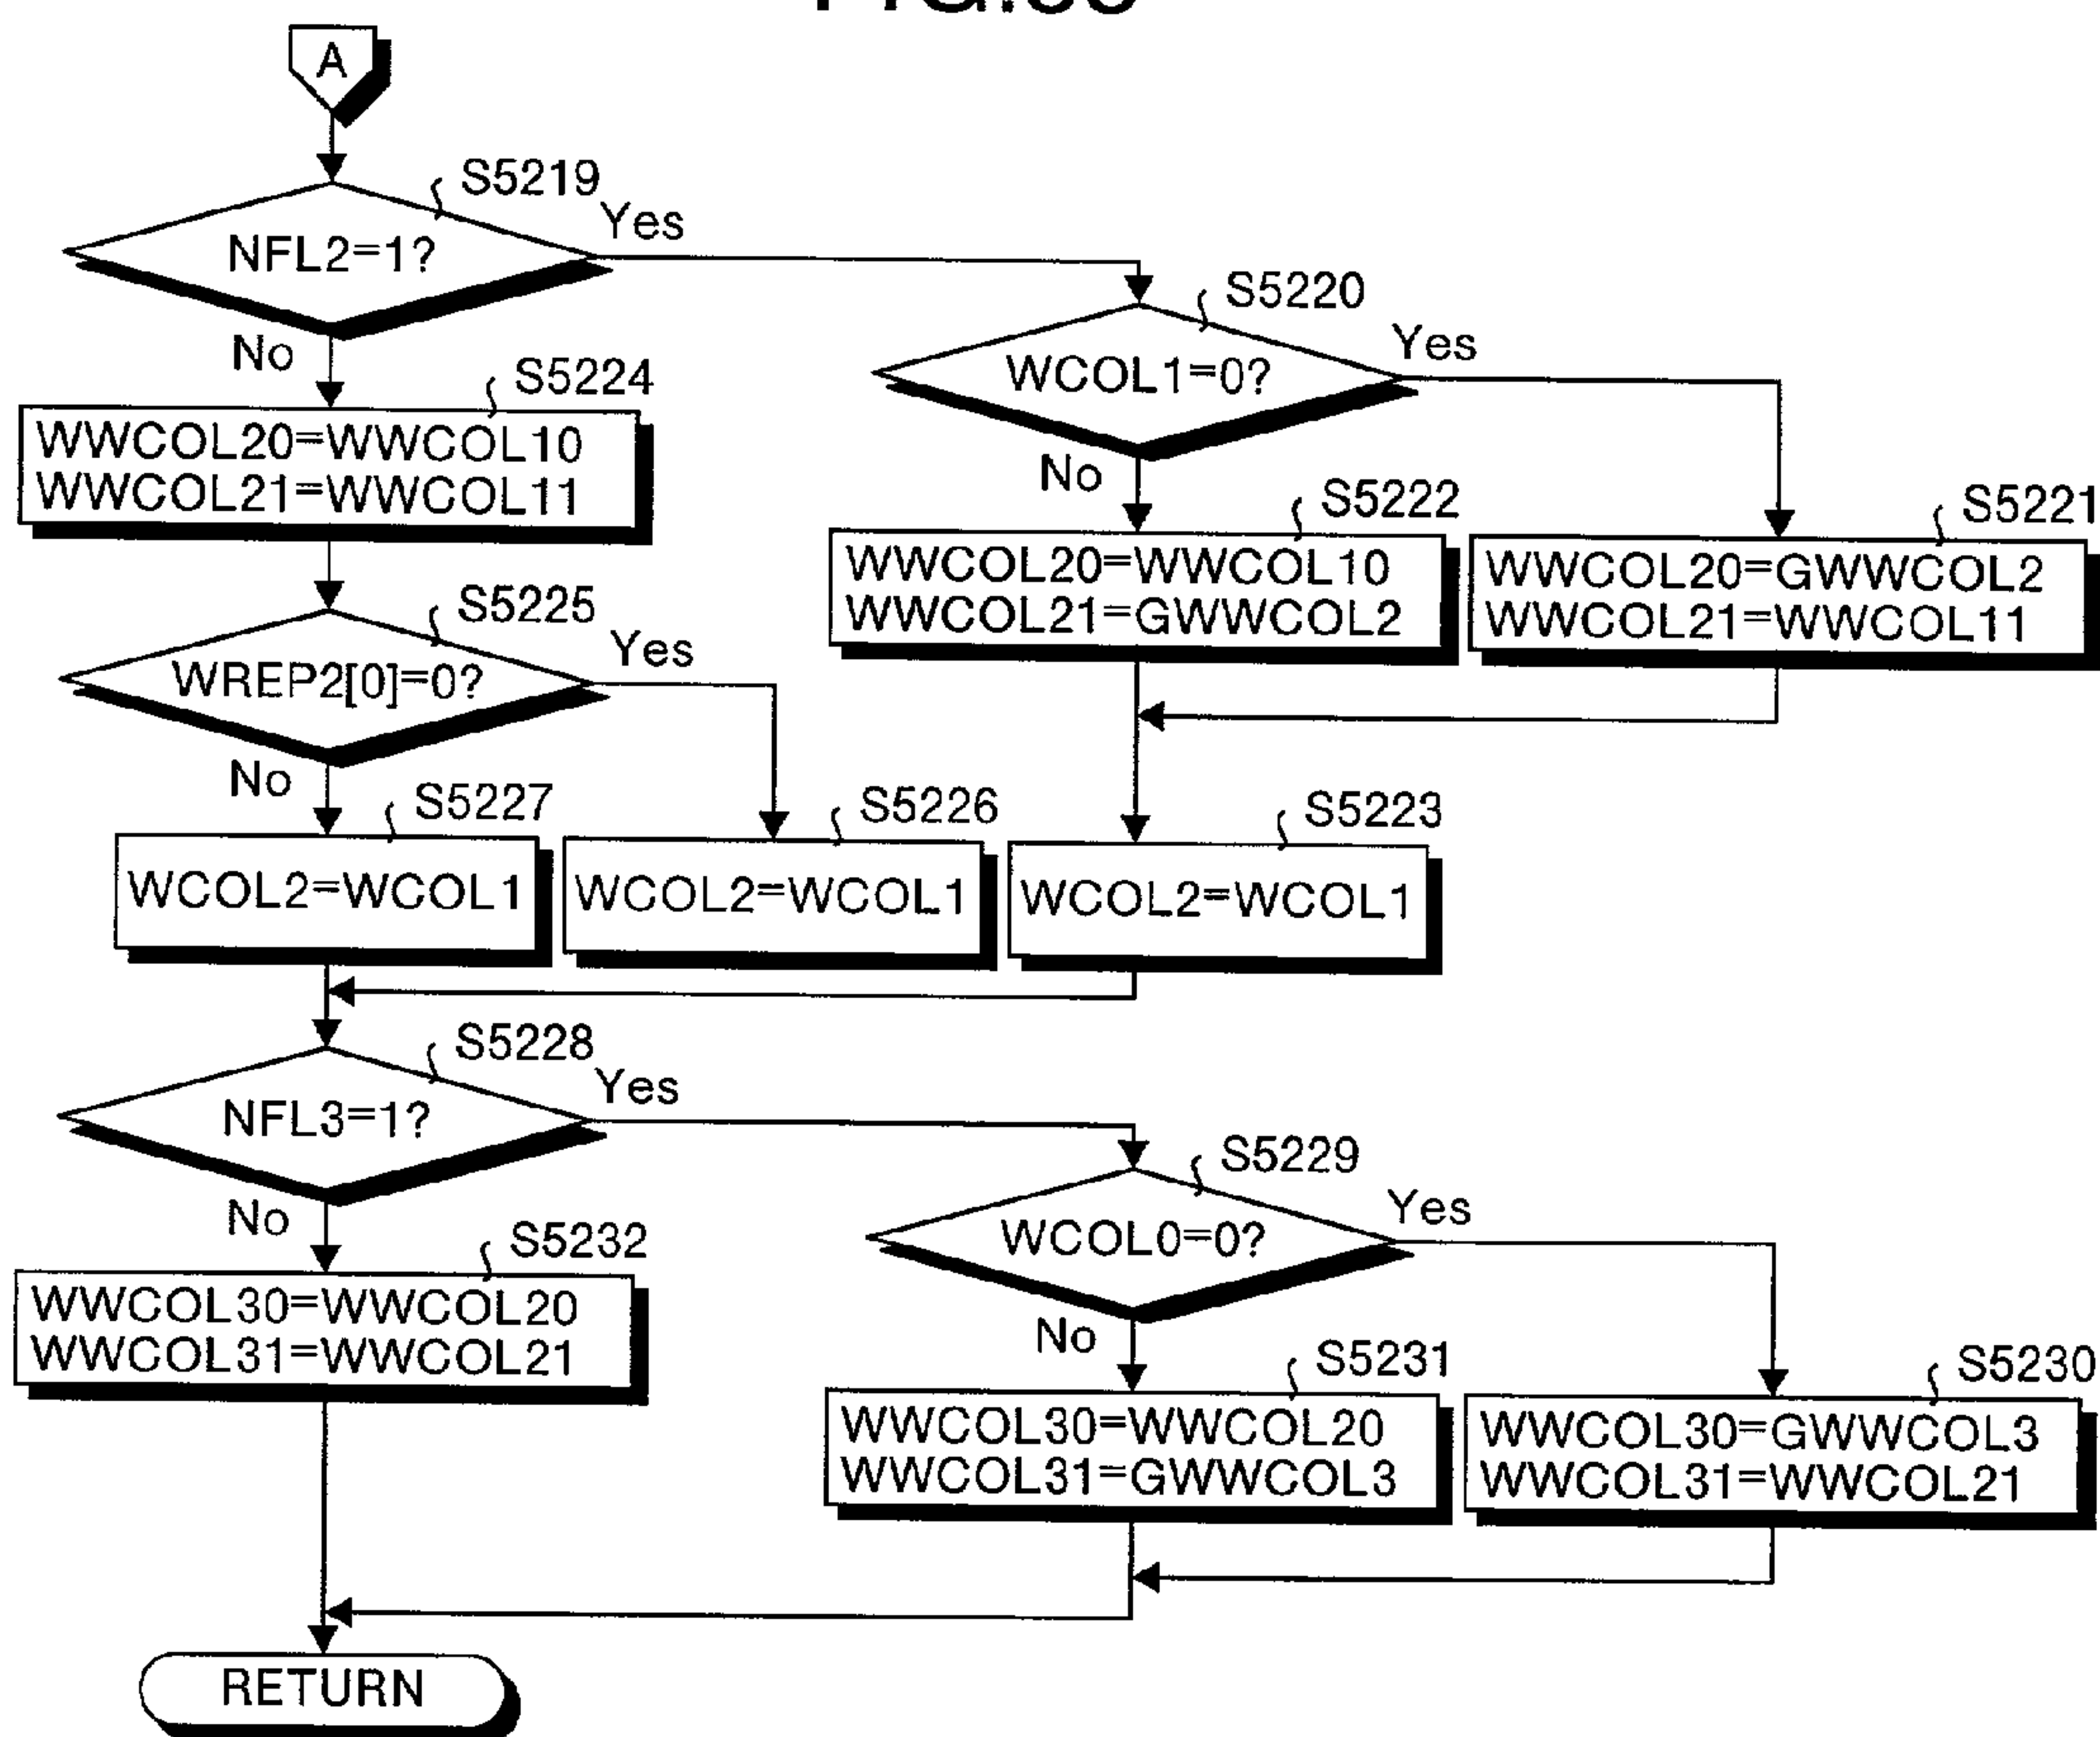 A
S5219
NFL2=1?
Yes
No
S5220
WCOL1=0?
Yes
No
S5224
WWCOL20=WWCOL10
WWCOL21=WWCOL11
S5222
WWCOL20=WWCOL10
WWCOL21=GWWCOL2
S5221
WWCOL20=GWWCOL2
WWCOL21=WWCOL11
S5225
WREP2[0]=0?
Yes
No
S5227
WCOL2=WCOL1
S5226
WCOL2=WCOL1
S5223
WCOL2=WCOL1
S5228
NFL3=1?
Yes
No
S5229
WCOL0=0?
Yes
No
S5232
WWCOL30=WWCOL20
WWCOL31=WWCOL21
S5231
WWCOL30=WWCOL20
WWCOL31=GWWCOL3
S5230
WWCOL30=GWWCOL3
WWCOL31=WWCOL21
RETURN